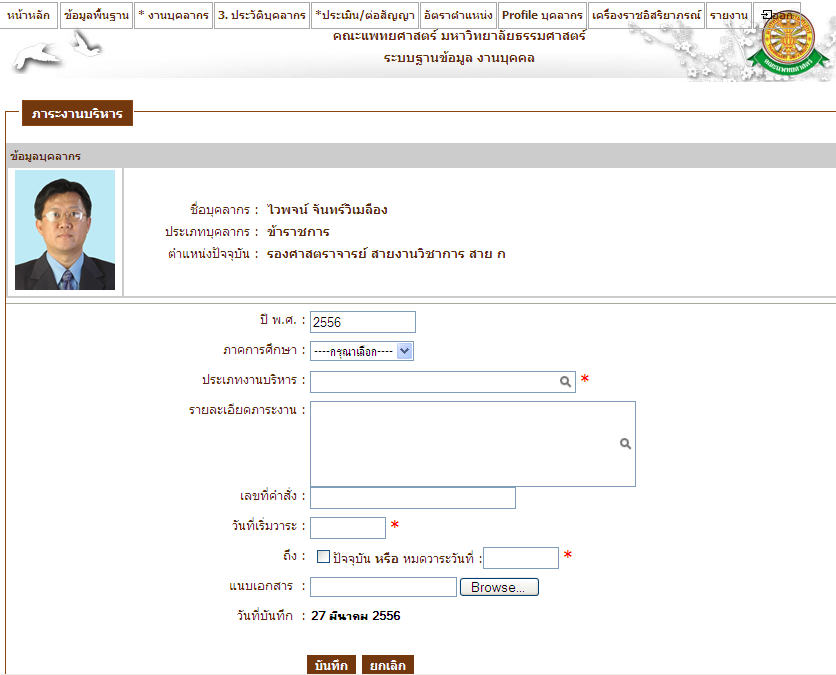 หน้าหลัก ข้อมูลพื้นฐาน * งานบุคลากร 3. ประวัติบุคลากร *ประเมิน/ต่อสัญญา อัตราตำแหน่ง Profile บุคลากร เครื่องราชอิสริยาภรณ์ รายงาน ออก
คณะแพทยศาสตร์ มหาวิทยาลัยธรรมศาสตร์
ระบบฐานข้อมูล งานบุคคล
คณะแพทยศาสตร์
ภาระงานบริหาร
ข้อมูลบุคลากร
ชื่อบุคลากร : ไวพจน์ จันทร์วิเมลือง
ประเภทบุคลากร : ข้าราชการ
ตำแหน่งปัจจุบัน : รองศาสตราจารย์ สายงานวิชาการ สาย ก
ปี พ.ศ. : 2556
ภาคการศึกษา : ----กรุณาเลือก----
ประเภทงานบริหาร : *
รายละเอียดภาระงาน :
เลขที่คำสั่ง :
วันที่เริ่มวาระ : *
ถึง : ปัจจุบัน หรือ หมดวาระวันที่ : *
แนบเอกสาร : Browse...
วันที่บันทึก : 27 มีนาคม 2556
บันทึก ยกเลิก